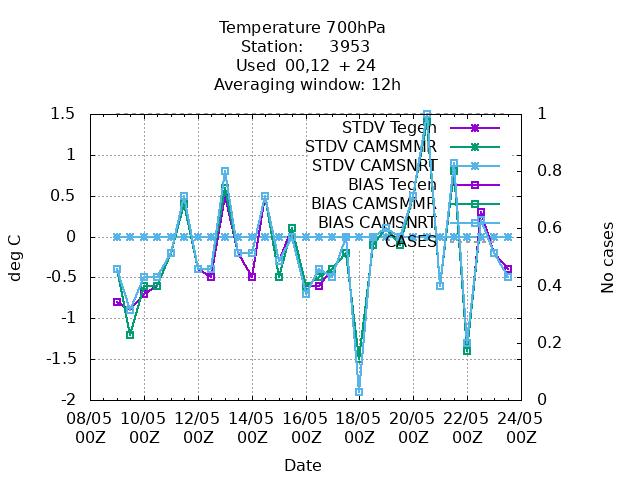 Temperature 700hPa
Station: 3953
Used 00,12 + 24
Averaging window: 12h
1.5
1
0.5
0
-0.5
-1
-1.5
-2
1
0.8
0.6
0.4
0.2
0
STDV Tegen
STDV CAMSMMR
STDV CAMSNRT
BIAS Tegen
BIAS CAMSMMR
BIAS CAMSNRT
CASES
deg C
No cases
08/05 10/05 12/05 14/05 16/05 18/05 20/05 22/05 24/05
00Z 00Z 00Z 00Z 00Z 00Z 00Z 00Z 00Z
Date